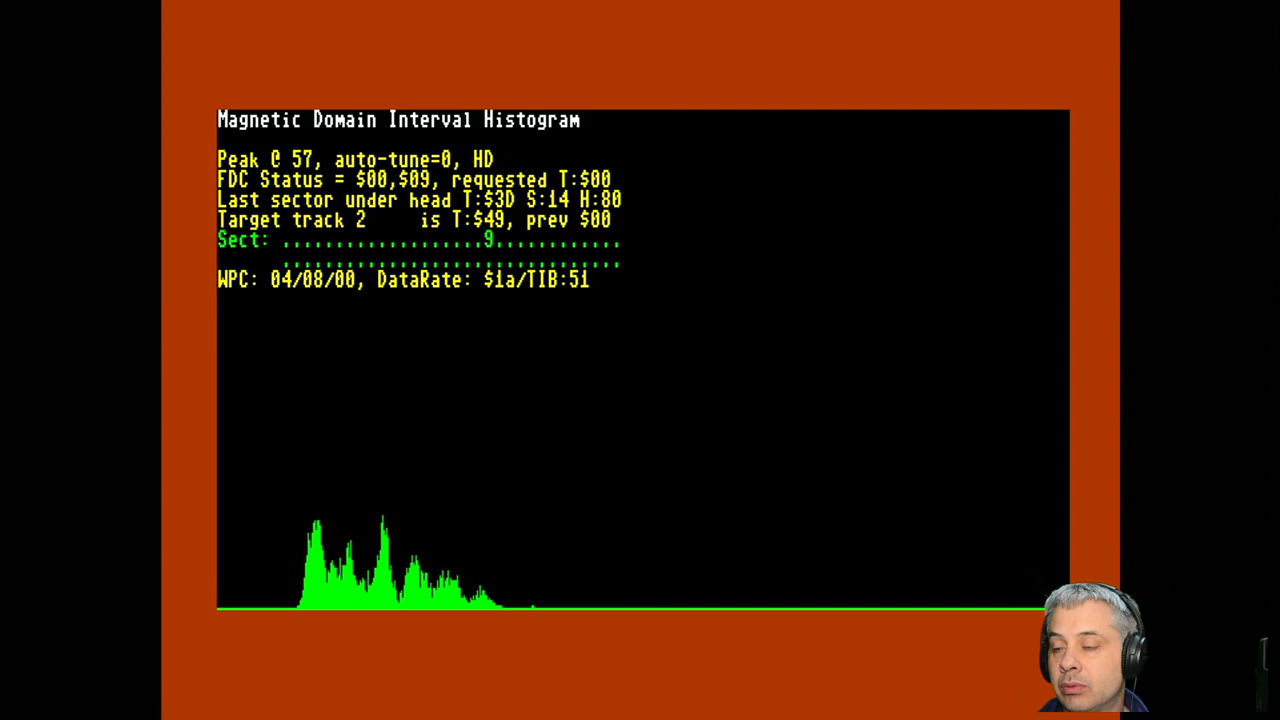 Magnetic Domain Interval Histogram
Peak @ 57, auto-tune=0, HD
FDC Status = $00,$09, requested T:$00
Last sector under head T:$3D S:14 H:80
Target track 2     is T:$49, prev $00
Sect: ...................9............
................................
WPC: 04/08/00, DataRate: $1a/TIB:51